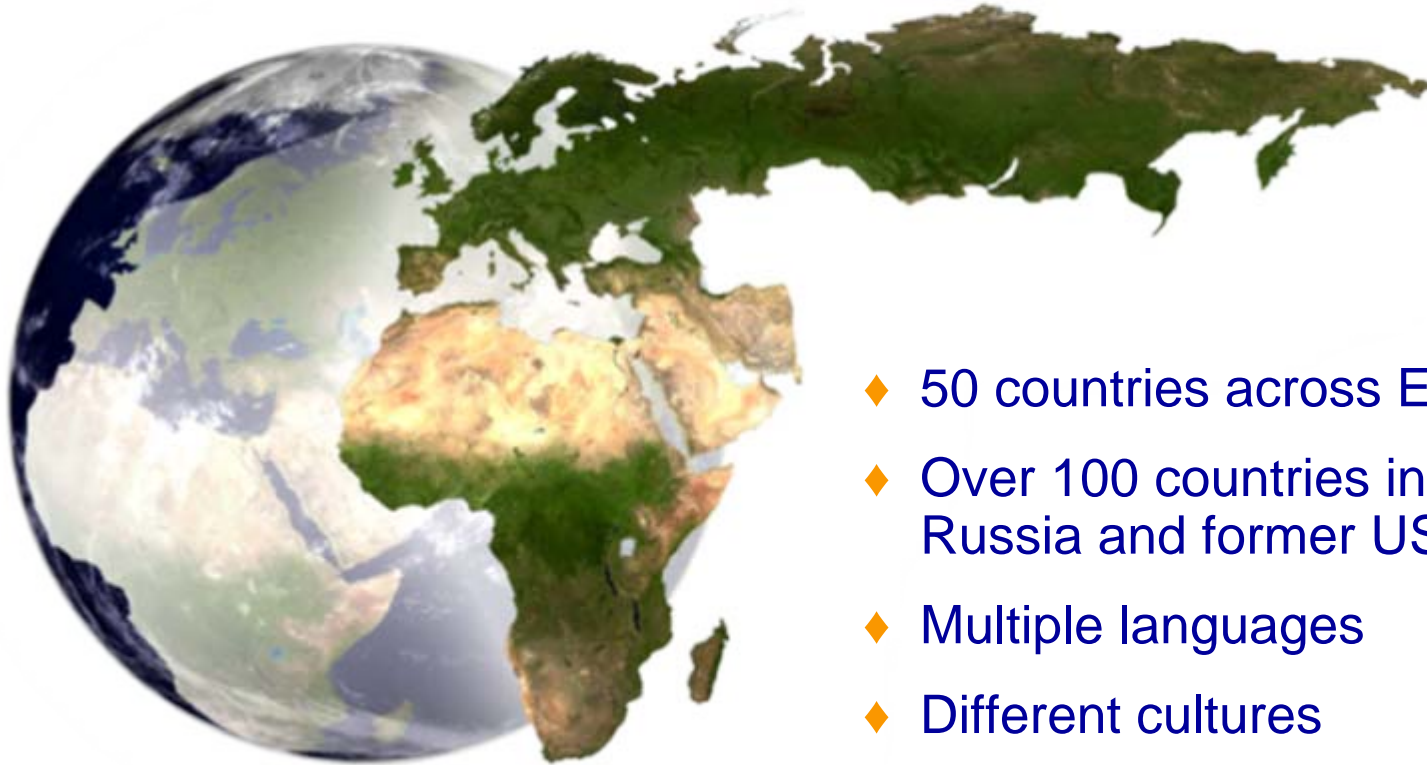 ♦ 50 countries across E
♦ Over 100 countries in
Russia and former US
♦ Multiple languages
♦ Different cultures